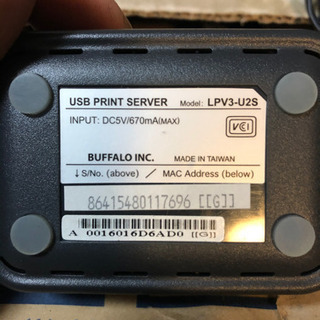 USB PRINT SERVER Model: LPV3-U2S
INPUT: DC5V/670mA(MAX)
VCI
BUFFALO INC. MADE IN TAIWAN
↓S/No. (above) / MAC Address (below)
86415480117696 [[G]]
A 0016016D6AD0 [[G]]